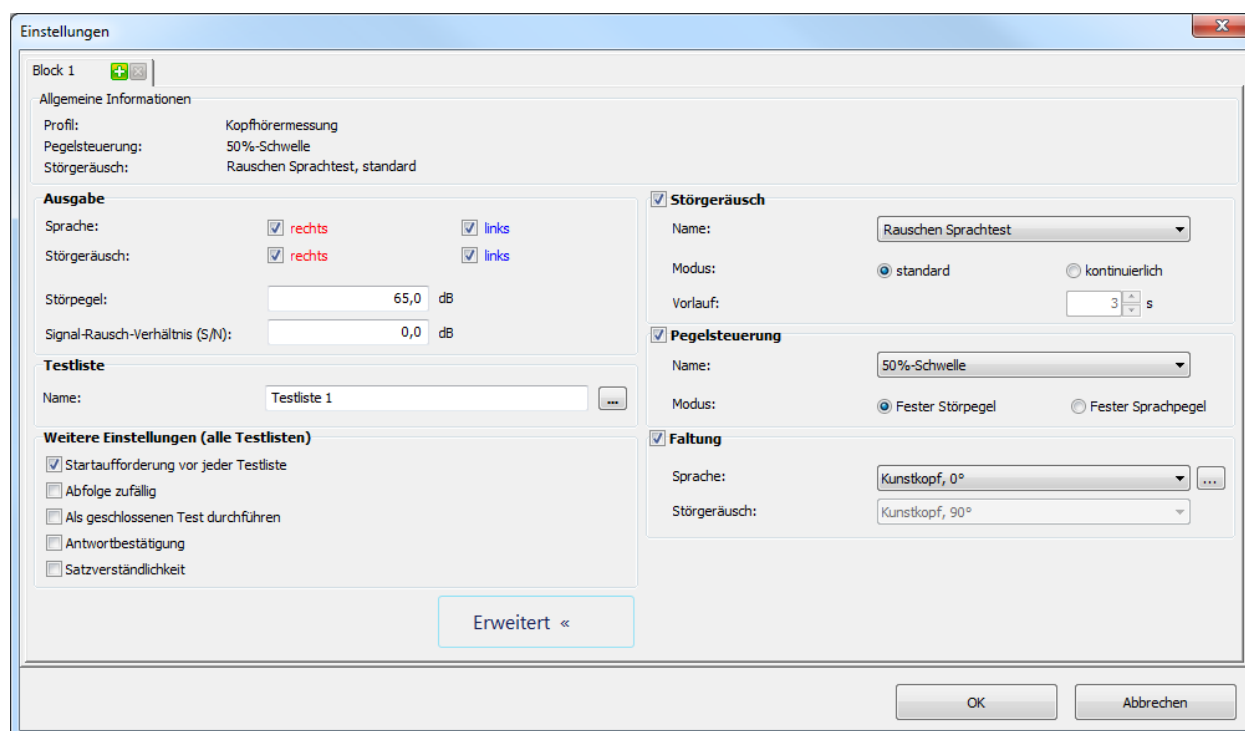 Einstellungen
Block 1
Allgemeine Informationen
Profil: Kopfhörermessung
Pegelsteuerung: 50%-Schwelle
Störgeräusch: Rauschen Sprachtest, standard
Ausgabe
Sprache: rechts links
Störgeräusch: rechts links
Störpegel: 65,0 dB
Signal-Rausch-Verhältnis (S/N): 0,0 dB
Testliste
Name: Testliste 1 ...
Weitere Einstellungen (alle Testlisten)
Startaufforderung vor jeder Testliste
Abfolge zufällig
Als geschlossenen Test durchführen
Antwortbestätigung
Satzverständlichkeit
Erweitert «
Störgeräusch
Name: Rauschen Sprachtest
Modus: standard kontinuierlich
Vorlauf: 3 s
Pegelsteuerung
Name: 50%-Schwelle
Modus: Fester Störpegel Fester Sprachpegel
Faltung
Sprache: Kunstkopf, 0° ...
Störgeräusch: Kunstkopf, 90°
OK Abbrechen